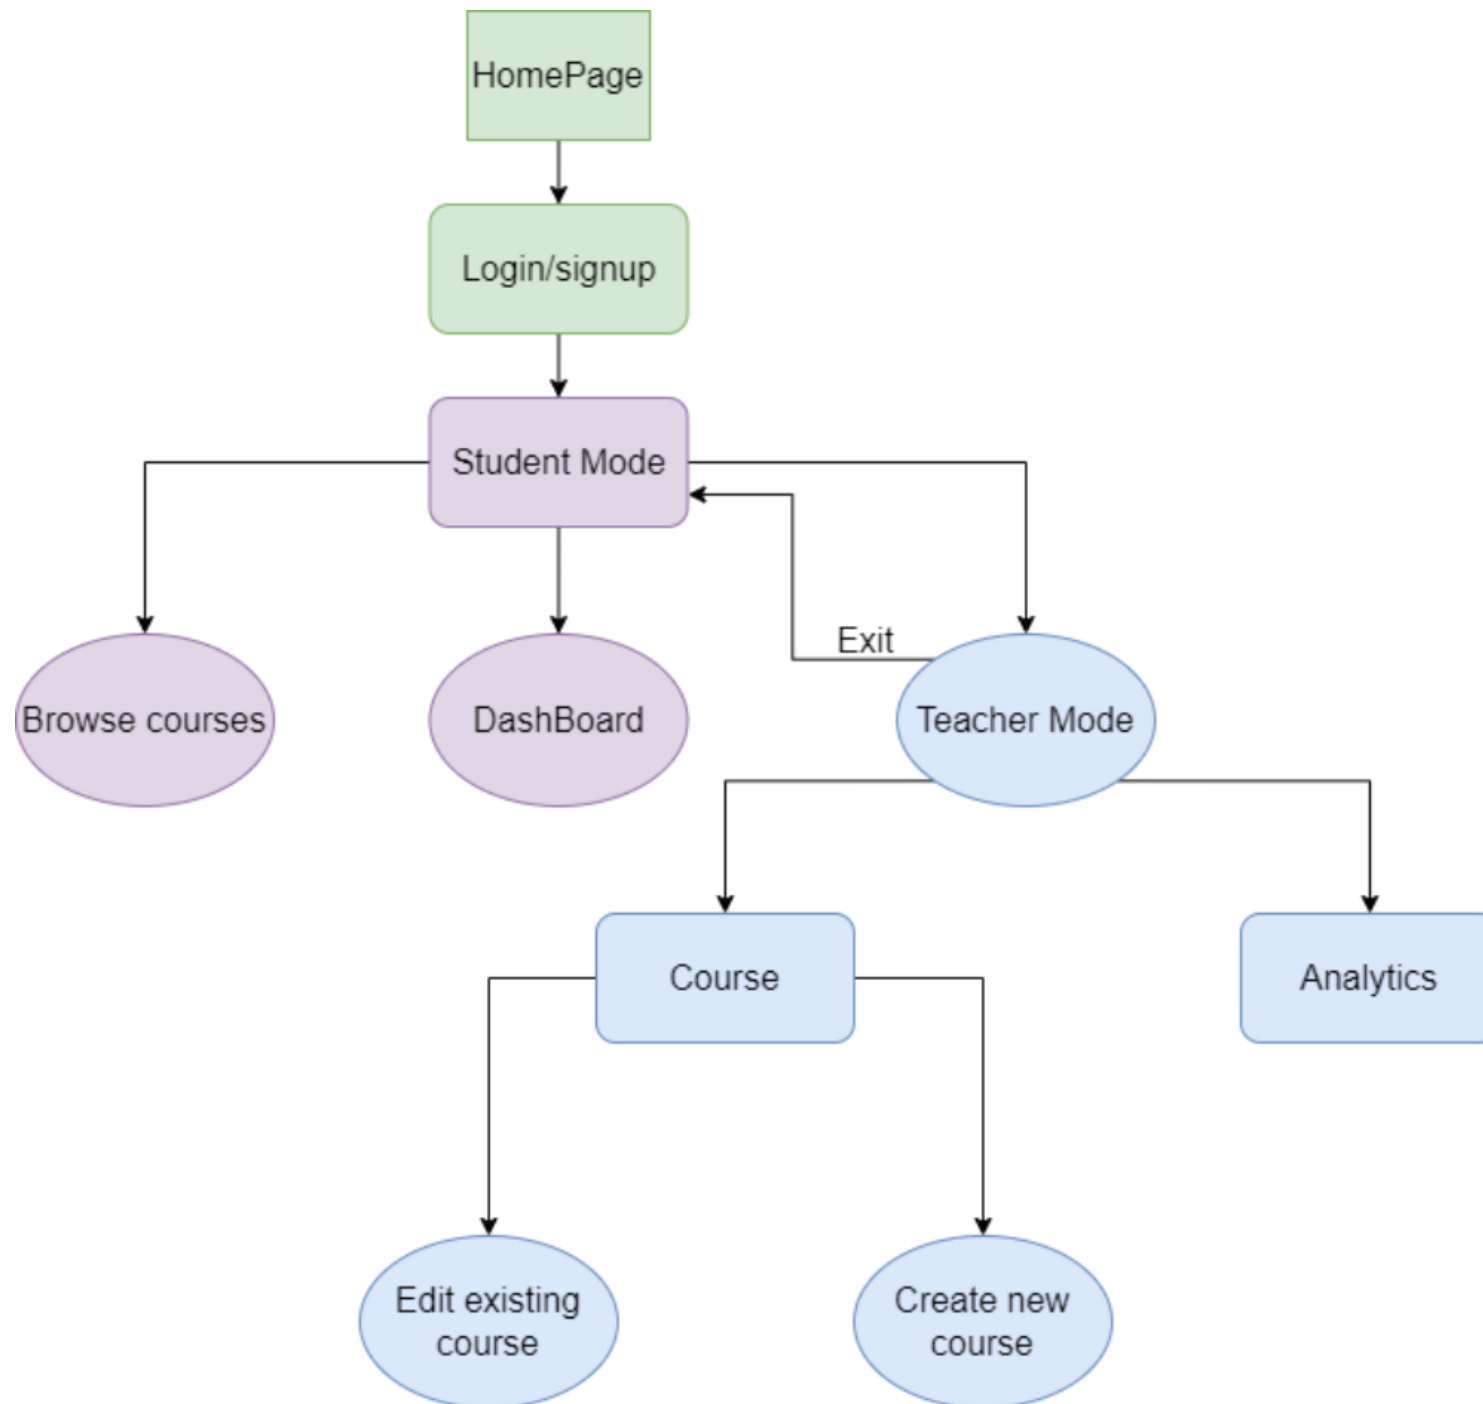 HomePage
Login/signup
Student Mode
Exit
Browse courses
DashBoard
Teacher Mode
Course
Analytics
Edit existing
course
Create new
course